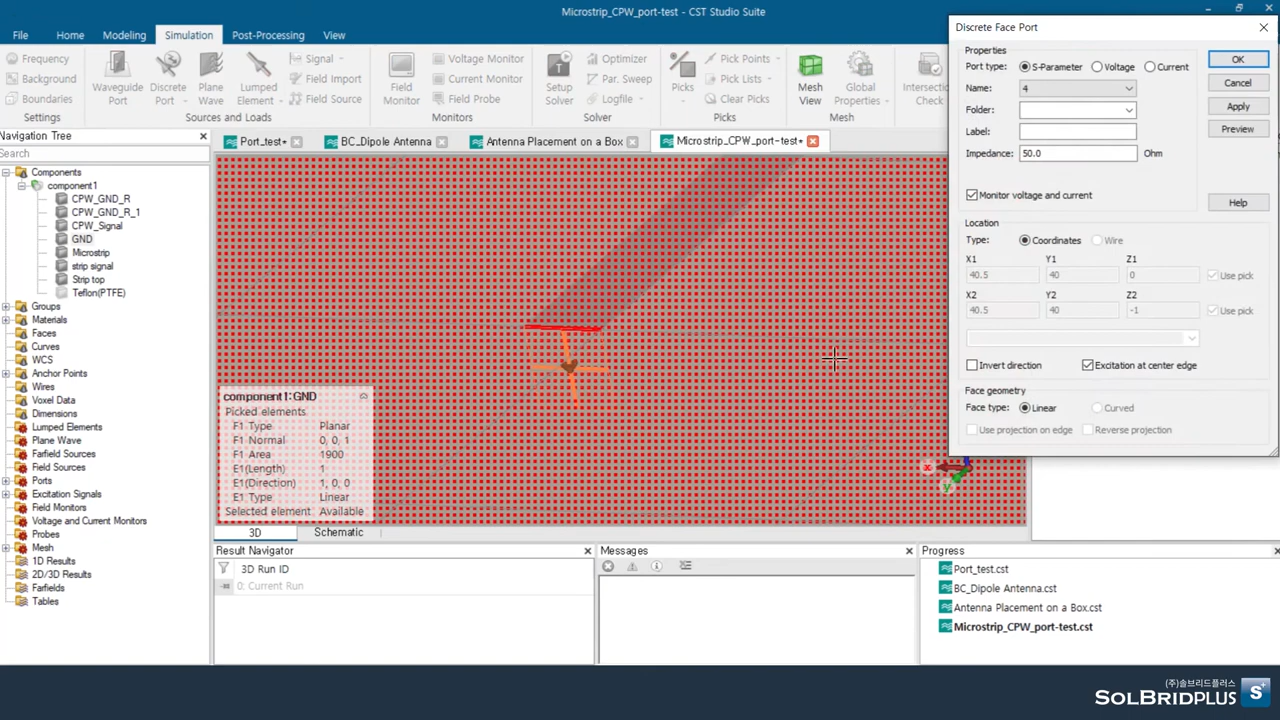 Microstrip_CPW_port-test - CST Studio Suite
File Home Modeling Simulation Post-Processing View
Frequency
Background
Boundaries
Settings
Waveguide
Port
Discrete
Port
Plane
Wave
Lumped
Element
Signal
Field Import
Field Source
Sources and Loads
Field
Monitor
Voltage Monitor
Current Monitor
Field Probe
Monitors
Setup
Solver
Optimizer
Par. Sweep
Logfile
Solver
Picks
Pick Points
Pick Lists
Clear Picks
Picks
Mesh
View
Global
Properties
Mesh
Intersectic
Check
Navigation Tree
Search
Port_test* BC_Dipole Antenna Antenna Placement on a Box Microstrip_CPW_port-test*
Components
component1
CPW_GND_R
CPW_GND_R_1
CPW_Signal
GND
Microstrip
strip signal
Strip top
Teflon(PTFE)
Groups
Materials
Faces
Curves
WCS
Anchor Points
Wires
Voxel Data
Dimensions
Lumped Elements
Plane Wave
Farfield Sources
Field Sources
Ports
Excitation Signals
Field Monitors
Voltage and Current Monitors
Probes
Mesh
1D Results
2D/3D Results
Farfields
Tables
component1:GND
Picked elements
F1 Type Planar
F1 Normal 0, 0, 1
F1 Area 1900
E1(Length) 1
E1(Direction) 1, 0, 0
E1 Type Linear
Selected element Available
x
y
3D Schematic
Discrete Face Port
Properties
Port type: S-Parameter Voltage Current
Name: 4
Folder:
Label:
Impedance: 50.0 Ohm
Monitor voltage and current
OK
Cancel
Apply
Preview
Help
Location
Type: Coordinates Wire
X1 Y1 Z1
40.5 40 0 Use pick
X2 Y2 Z2
40.5 40 -1 Use pick
Invert direction Excitation at center edge
Face geometry
Face type: Linear Curved
Use projection on edge Reverse projection
Result Navigator
3D Run ID
0: Current Run
Messages
Progress
Port_test.cst
BC_Dipole Antenna.cst
Antenna Placement on a Box.cst
Microstrip_CPW_port-test.cst
(주)솔브리드플러스
SOLBRIDPLUS S+